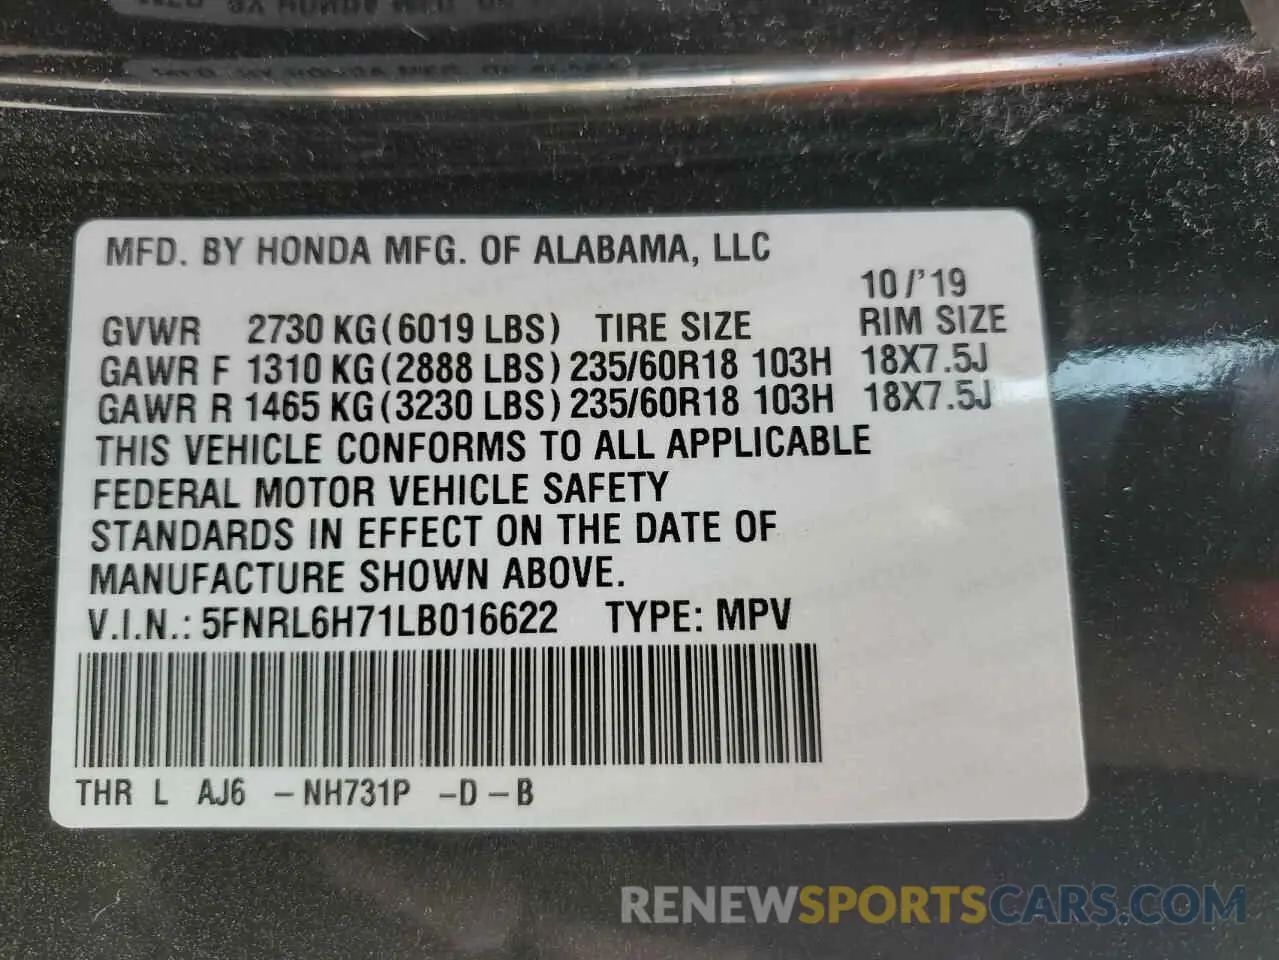 MFD. BY HONDA MFG. OF ALABAMA, LLC
10/'19
GVWR 2730 KG(6019 LBS) TIRE SIZE RIM SIZE
GAWR F 1310 KG(2888 LBS) 235/60R18 103H 18X7.5J
GAWR R 1465 KG(3230 LBS) 235/60R18 103H 18X7.5J
THIS VEHICLE CONFORMS TO ALL APPLICABLE
FEDERAL MOTOR VEHICLE SAFETY
STANDARDS IN EFFECT ON THE DATE OF
MANUFACTURE SHOWN ABOVE.
V.I.N.: 5FNRL6H71LB016622 TYPE: MPV
THR L AJ6 -NH731P -D-B
RENEWSPORTSCARS.COM